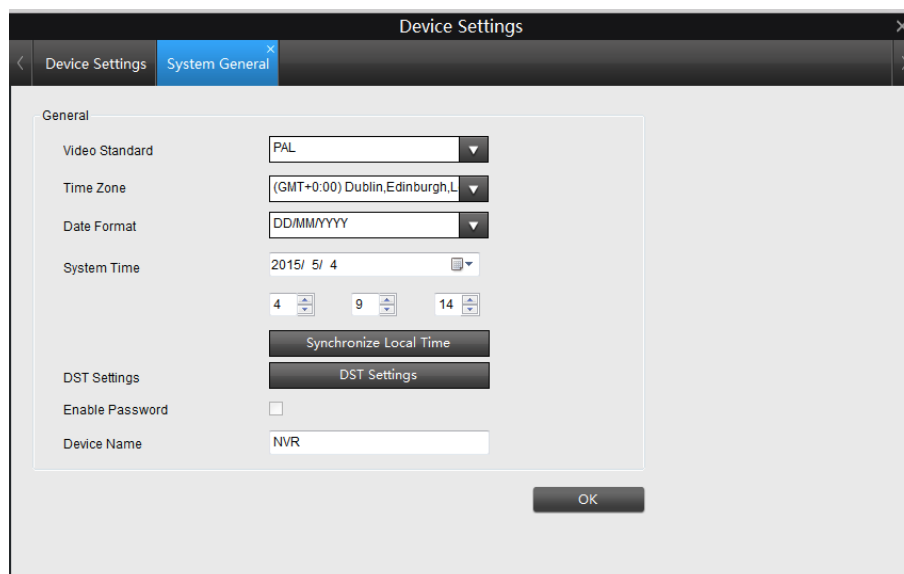 Device Settings
Device Settings
System General
General
Video Standard
PAL
Time Zone
(GMT+0:00) Dublin,Edinburgh,L
Date Format
DD/MM/YYYY
System Time
2015/ 5/ 4
4 9 14
Synchronize Local Time
DST Settings
DST Settings
Enable Password
Device Name
NVR
OK